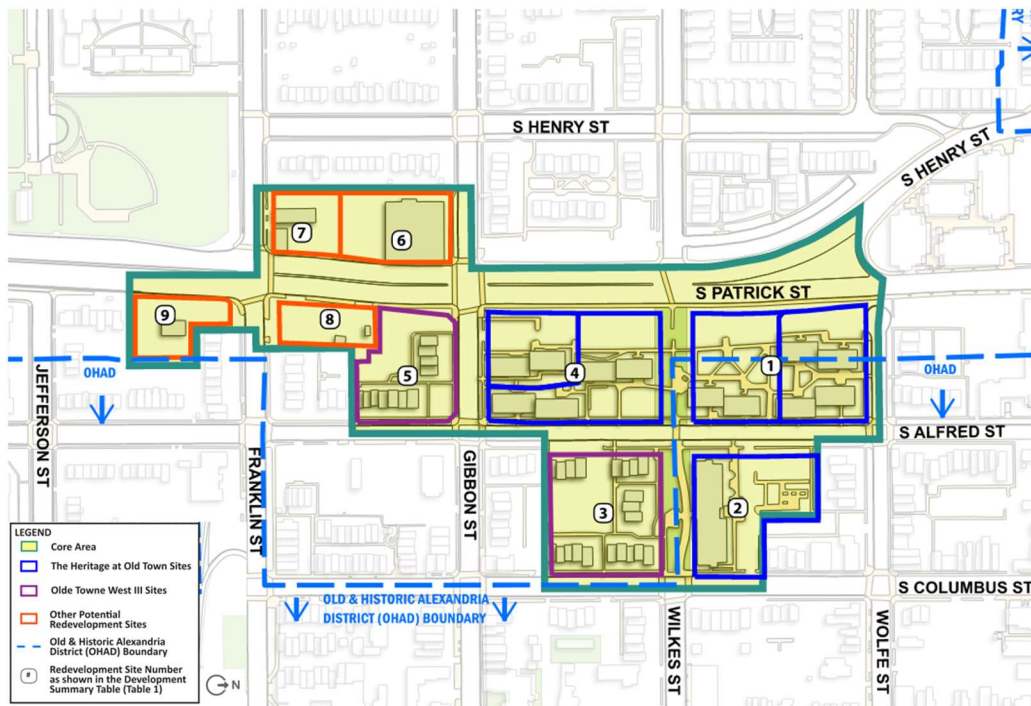 S HENRY ST
S HENRY ST
7
6
S PATRICK ST
9
8
OHAD
5
4
1
OHAD
S ALFRED ST
JEFFERSON ST
FRANKLIN ST
GIBBON ST
3
2
S COLUMBUS ST
OLD & HISTORIC ALEXANDRIA
DISTRICT (OHAD) BOUNDARY
WILKES ST
WOLFE ST
LEGEND
Core Area
The Heritage at Old Town Sites
Olde Towne West III Sites
Other Potential
Redevelopment Sites
Old & Historic Alexandria
District (OHAD) Boundary
#
Redevelopment Site Number
as shown in the Development
Summary Table (Table 1)
N